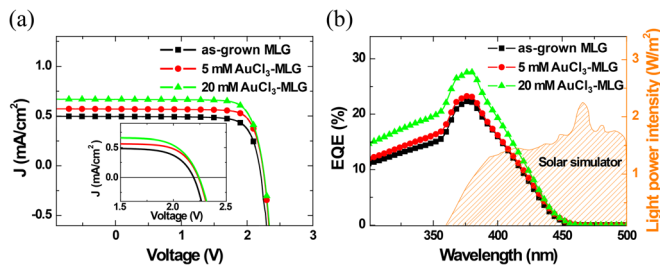 (a)
as-grown MLG
5 mM AuCl₃-MLG
20 mM AuCl₃-MLG
J (mA/cm²)
1.0
0.5
0.0
-0.5
0
1
2
3
Voltage (V)
J (mA/cm²)
0.5
0.0
1.5
2.0
2.5
Voltage (V)
(b)
as-grown MLG
5 mM AuCl₃-MLG
20 mM AuCl₃-MLG
EQE (%)
30
20
10
0
400
500
Wavelength (nm)
Solar simulator
3
2
1
0
Light power intensity (W/m²)